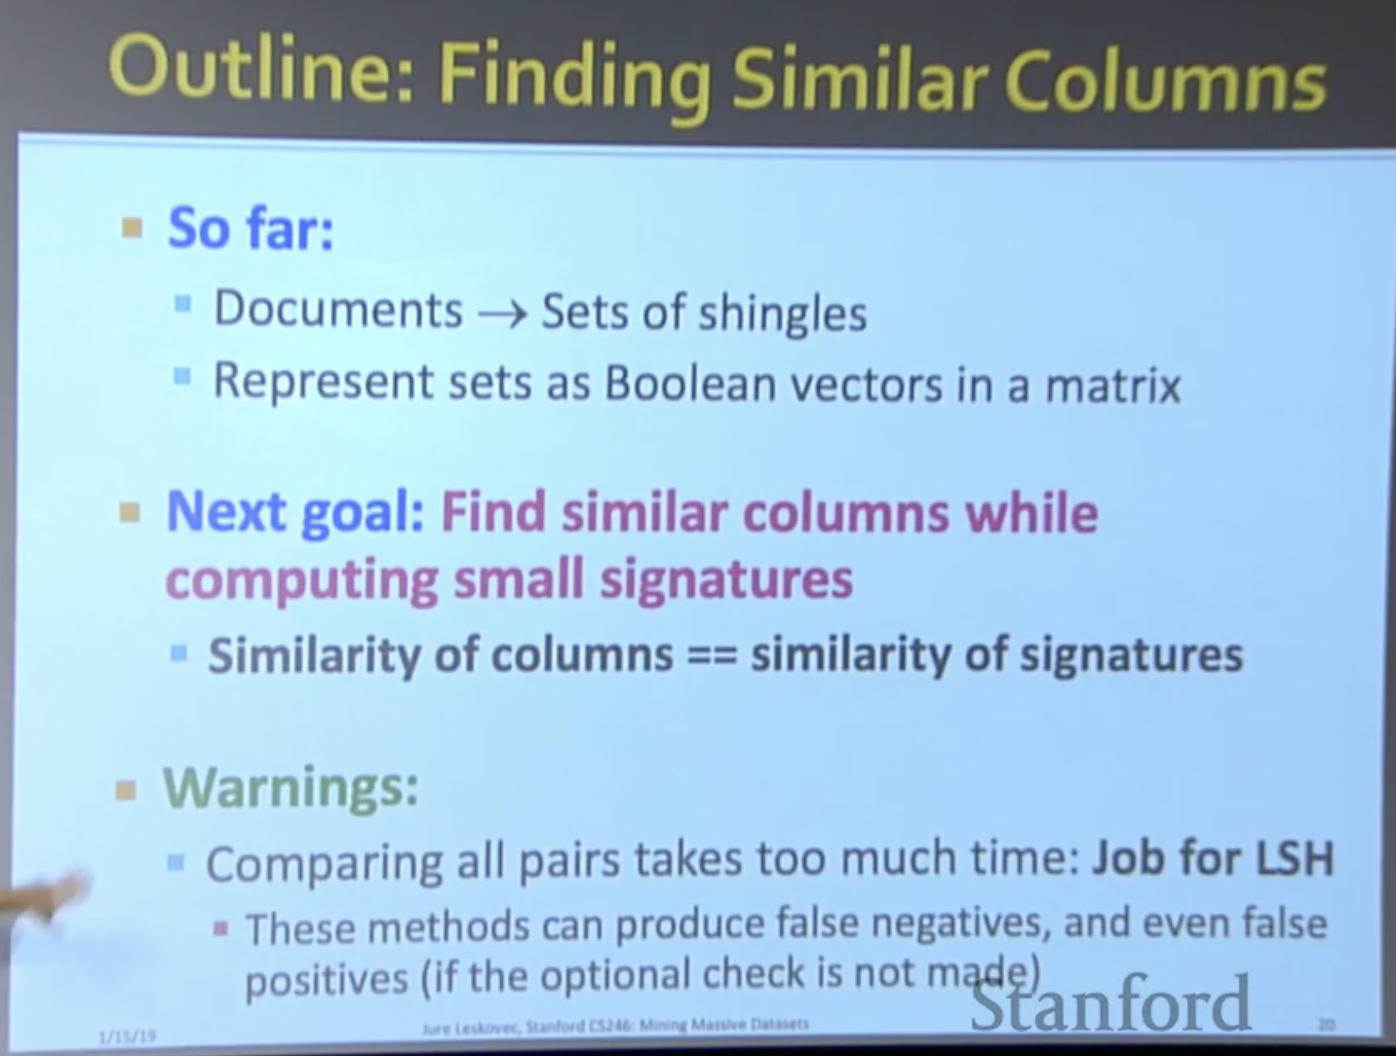 Outline: Finding Similar Columns
So far:
Documents → Sets of shingles
Represent sets as Boolean vectors in a matrix
Next goal: Find similar columns while
computing small signatures
Similarity of columns == similarity of signatures
Warnings:
Comparing all pairs takes too much time: Job for LSH
These methods can produce false negatives, and even false
positives (if the optional check is not made)
Stanford
1/15/19
Jure Leskovec, Stanford CS246: Mining Massive Datasets
20